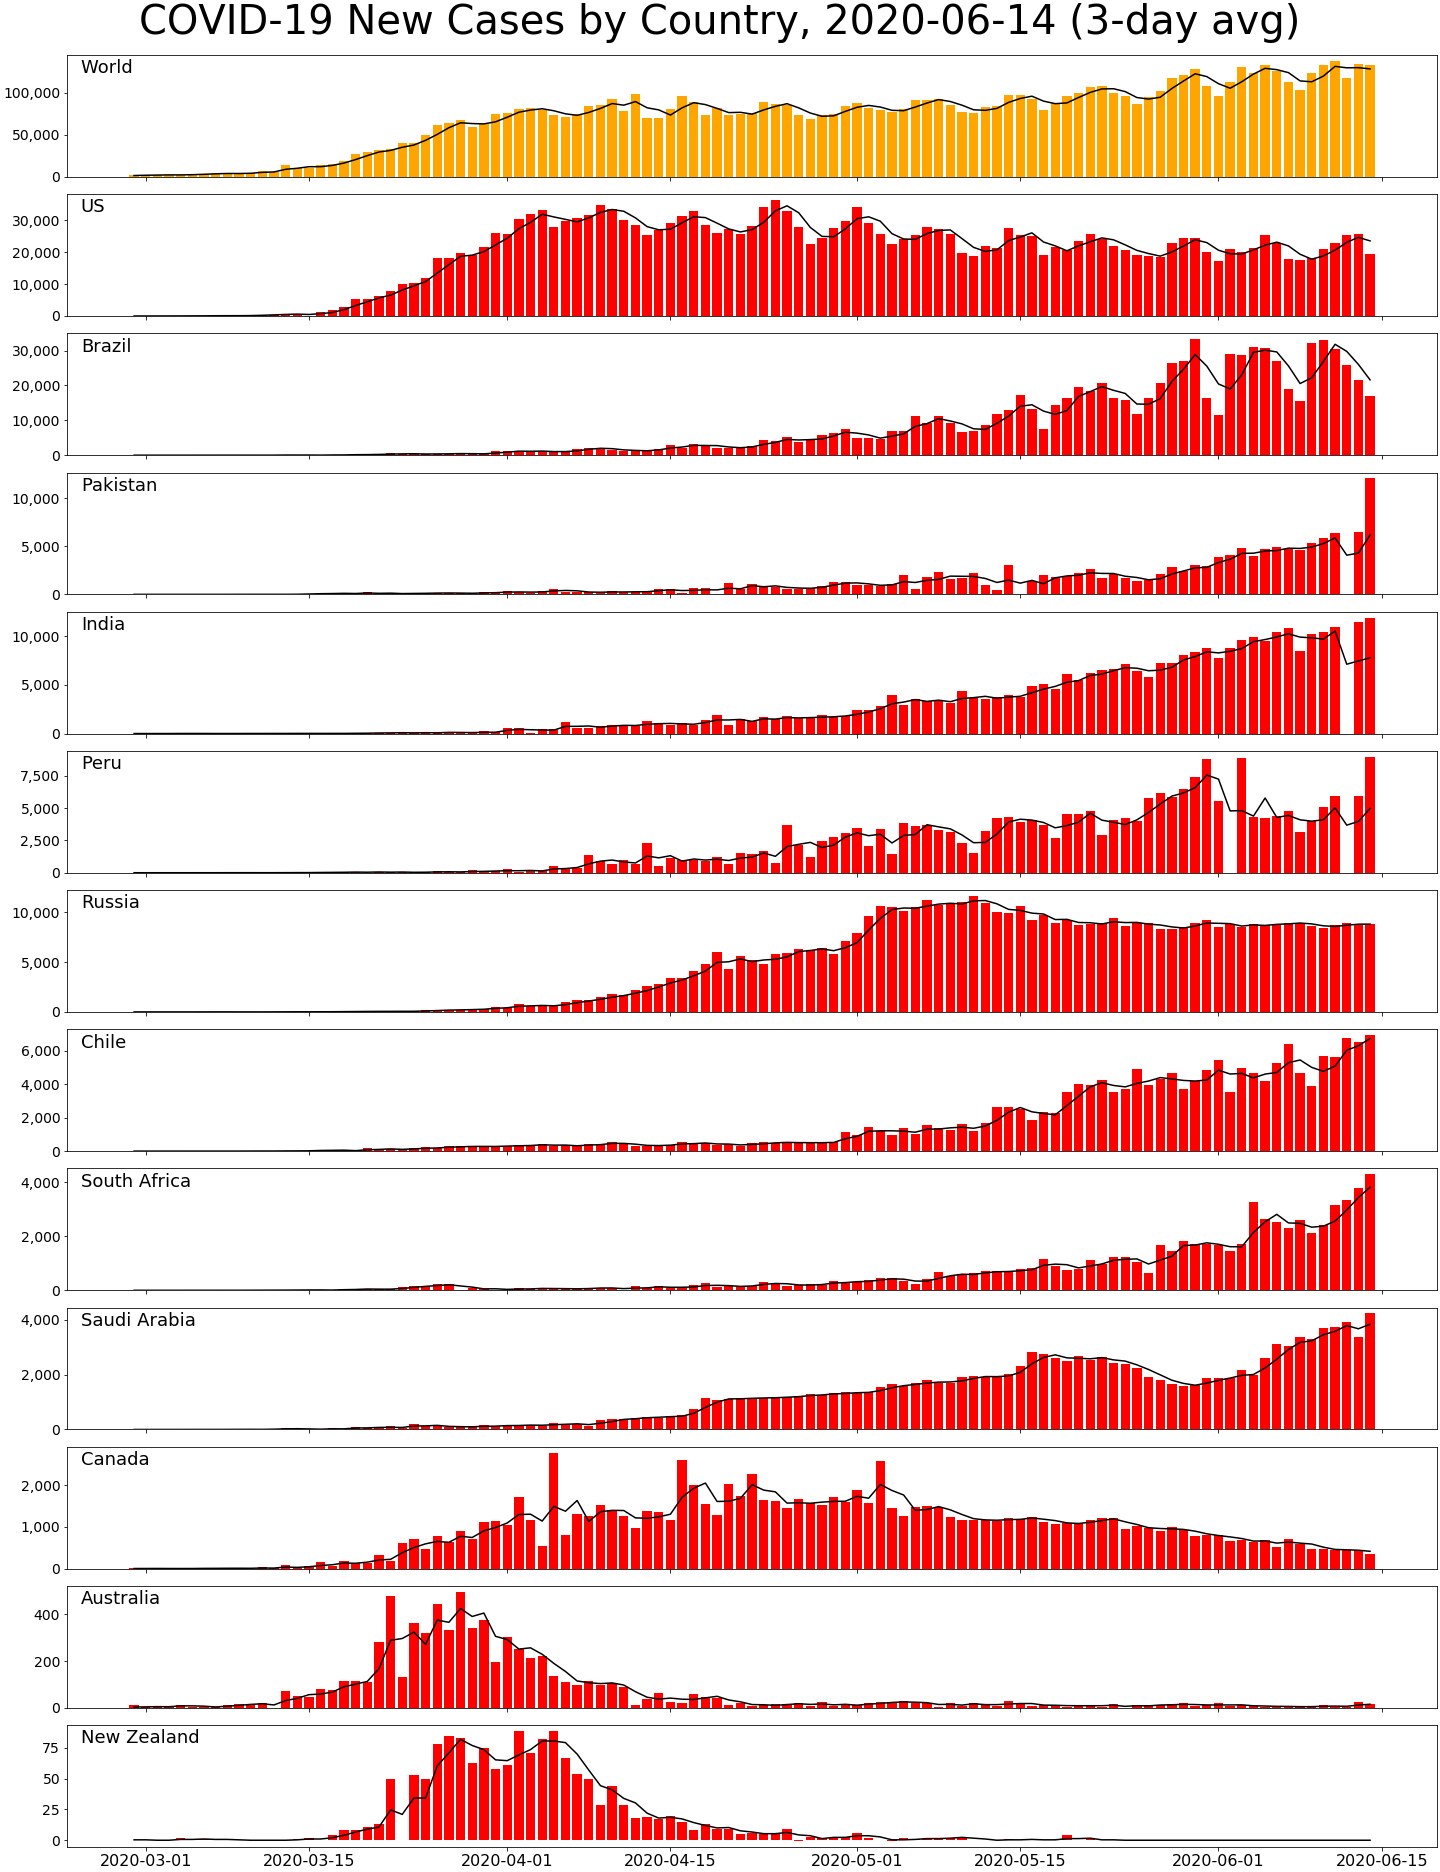 COVID-19 New Cases by Country, 2020-06-14 (3-day avg)
World
100,000
50,000
0
US
30,000
20,000
10,000
0
Brazil
30,000
20,000
10,000
0
Pakistan
10,000
5,000
0
India
10,000
5,000
0
Peru
7,500
5,000
2,500
0
Russia
10,000
5,000
0
Chile
6,000
4,000
2,000
0
South Africa
4,000
2,000
0
Saudi Arabia
4,000
2,000
0
Canada
2,000
1,000
0
Australia
400
200
0
New Zealand
75
50
25
0
2020-03-01 2020-03-15 2020-04-01 2020-04-15 2020-05-01 2020-05-15 2020-06-01 2020-06-15